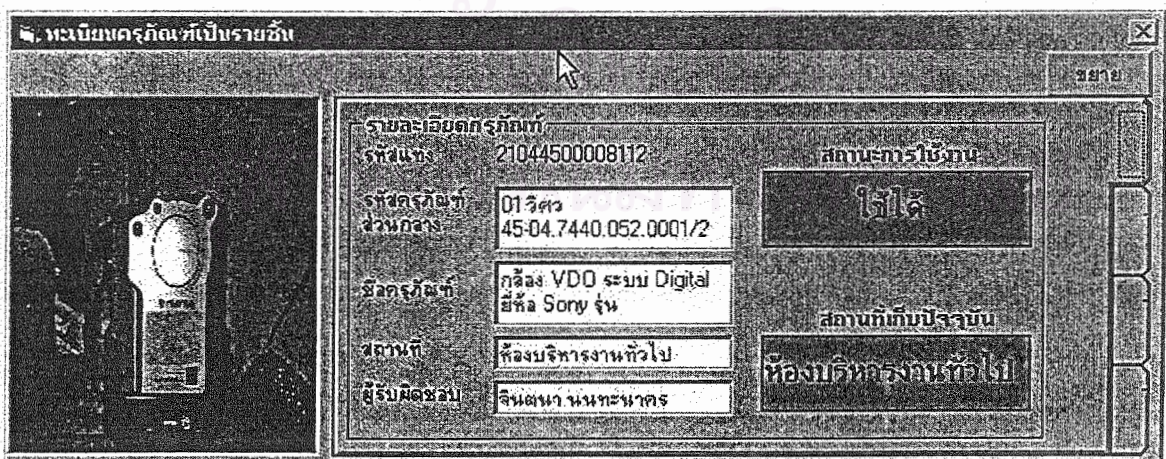 ทะเบียนครุภัณฑ์เป็นรายชิ้น
ขยาย
รายละเอียดครุภัณฑ์
รหัสแทง 21044500008112
สถานะการใช้งาน
ใช้ได้
รหัสครุภัณฑ์
ส่วนกลาง
01 วิศว
45-04.7440.052.0001/2
ชื่อครุภัณฑ์
กล้อง VDO ระบบ Digital
ยี่ห้อ Sony รุ่น
สถานที่เก็บปัจจุบัน
ห้องบริหารงานทั่วไป
สถานที่ ห้องบริหารงานทั่วไป
ผู้รับผิดชอบ จินตนา นนทะนาคร